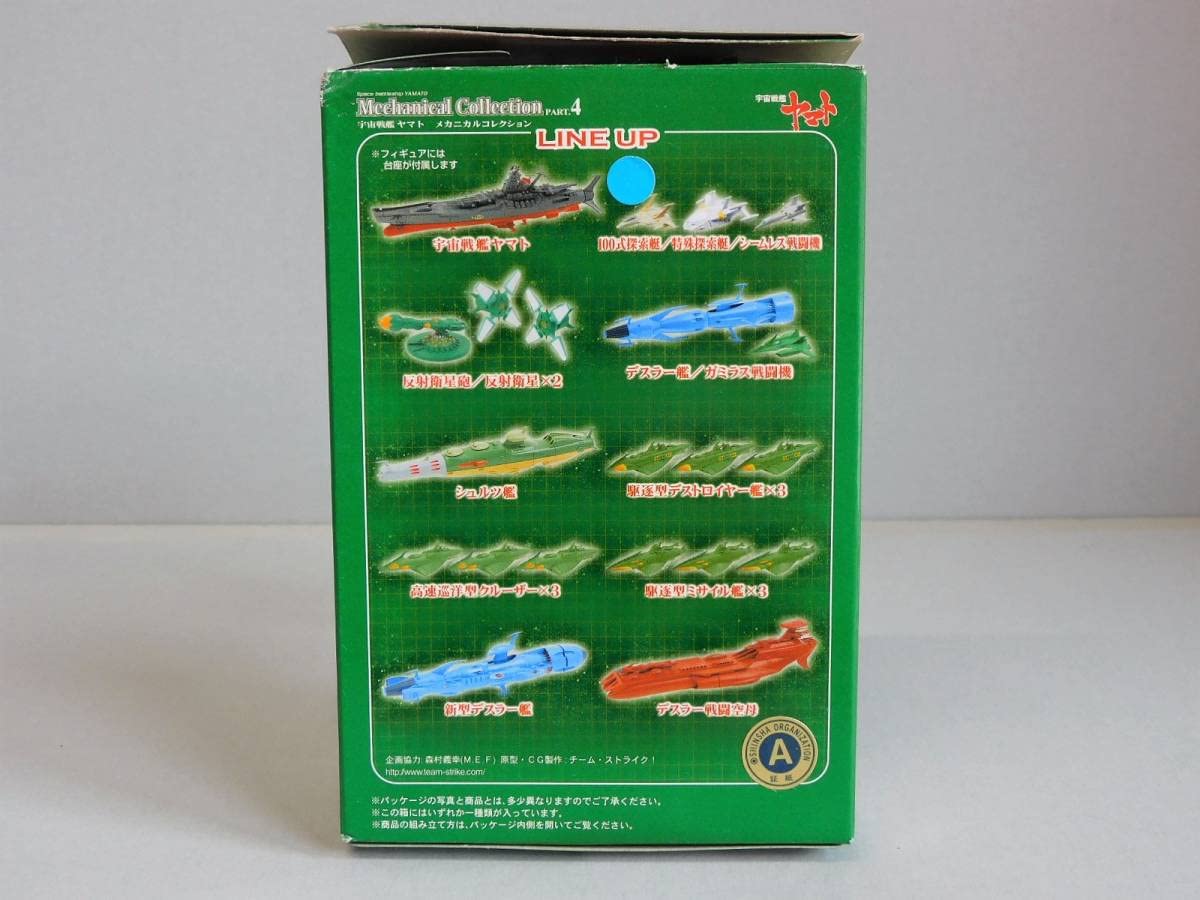 Space battleship YAMATO
Mechanical Collection PART.4
宇宙戦艦 ヤマト メカニカルコレクション
宇宙戦艦
ヤマト
LINE UP
※フィギュアには
台座が付属します
宇宙戦艦ヤマト
100式探索艇/特殊探索艇/シームレス戦闘機
反射衛星砲/反射衛星×2
デスラー艦/ガミラス戦闘機
シュルツ艦
駆逐型デストロイヤー艦×3
高速巡洋型クルーザー×3
駆逐型ミサイル艦×3
新型デスラー艦
デスラー戦闘空母
企画協力: 森村義幸(M.E.F) 原型・CG製作: チーム・ストライク!
http://www.team-strike.com/
SHINSHA ORGANIZATION
A
証紙
※パッケージの写真と商品とは、多少異なりますのでご了承ください。
※この箱にはいずれか一種類が入っています。
※商品の組み立て方は、パッケージ内側を開いてご覧ください。